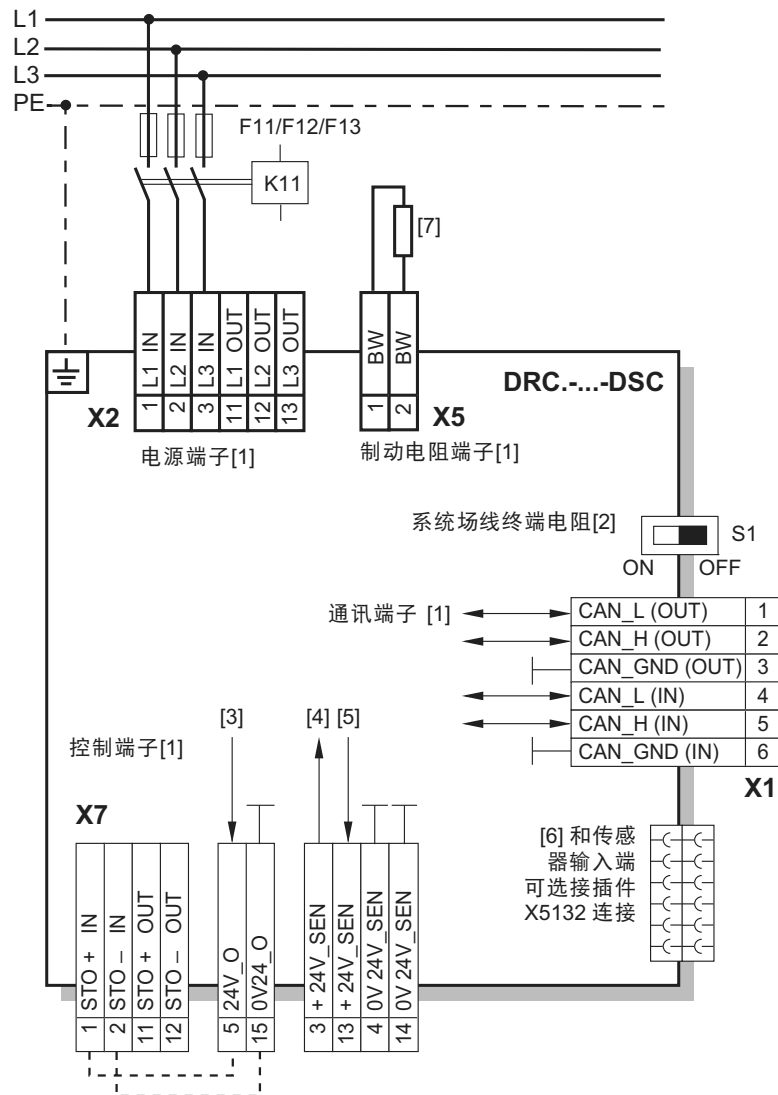 L1
L2
L3
PE
F11/F12/F13
K11
[7]
1 L1 IN
2 L2 IN
3 L3 IN
11 L1 OUT
12 L2 OUT
13 L3 OUT
1 BW
2 BW
DRC.-...-DSC
X2
X5
电源端子[1]
制动电阻端子[1]
系统场线终端电阻[2]
S1
ON OFF
通讯端子 [1]
CAN_L (OUT) 1
CAN_H (OUT) 2
CAN_GND (OUT) 3
CAN_L (IN) 4
CAN_H (IN) 5
CAN_GND (IN) 6
X1
控制端子[1]
[3]
[4] [5]
X7
[6] 和传感
器输入端
可选接插件
X5132 连接
1 STO + IN
2 STO – IN
11 STO + OUT
12 STO – OUT
5 24V_O
15 0V24_O
3 + 24V_SEN
13 + 24V_SEN
4 0V 24V_SEN
14 0V 24V_SEN